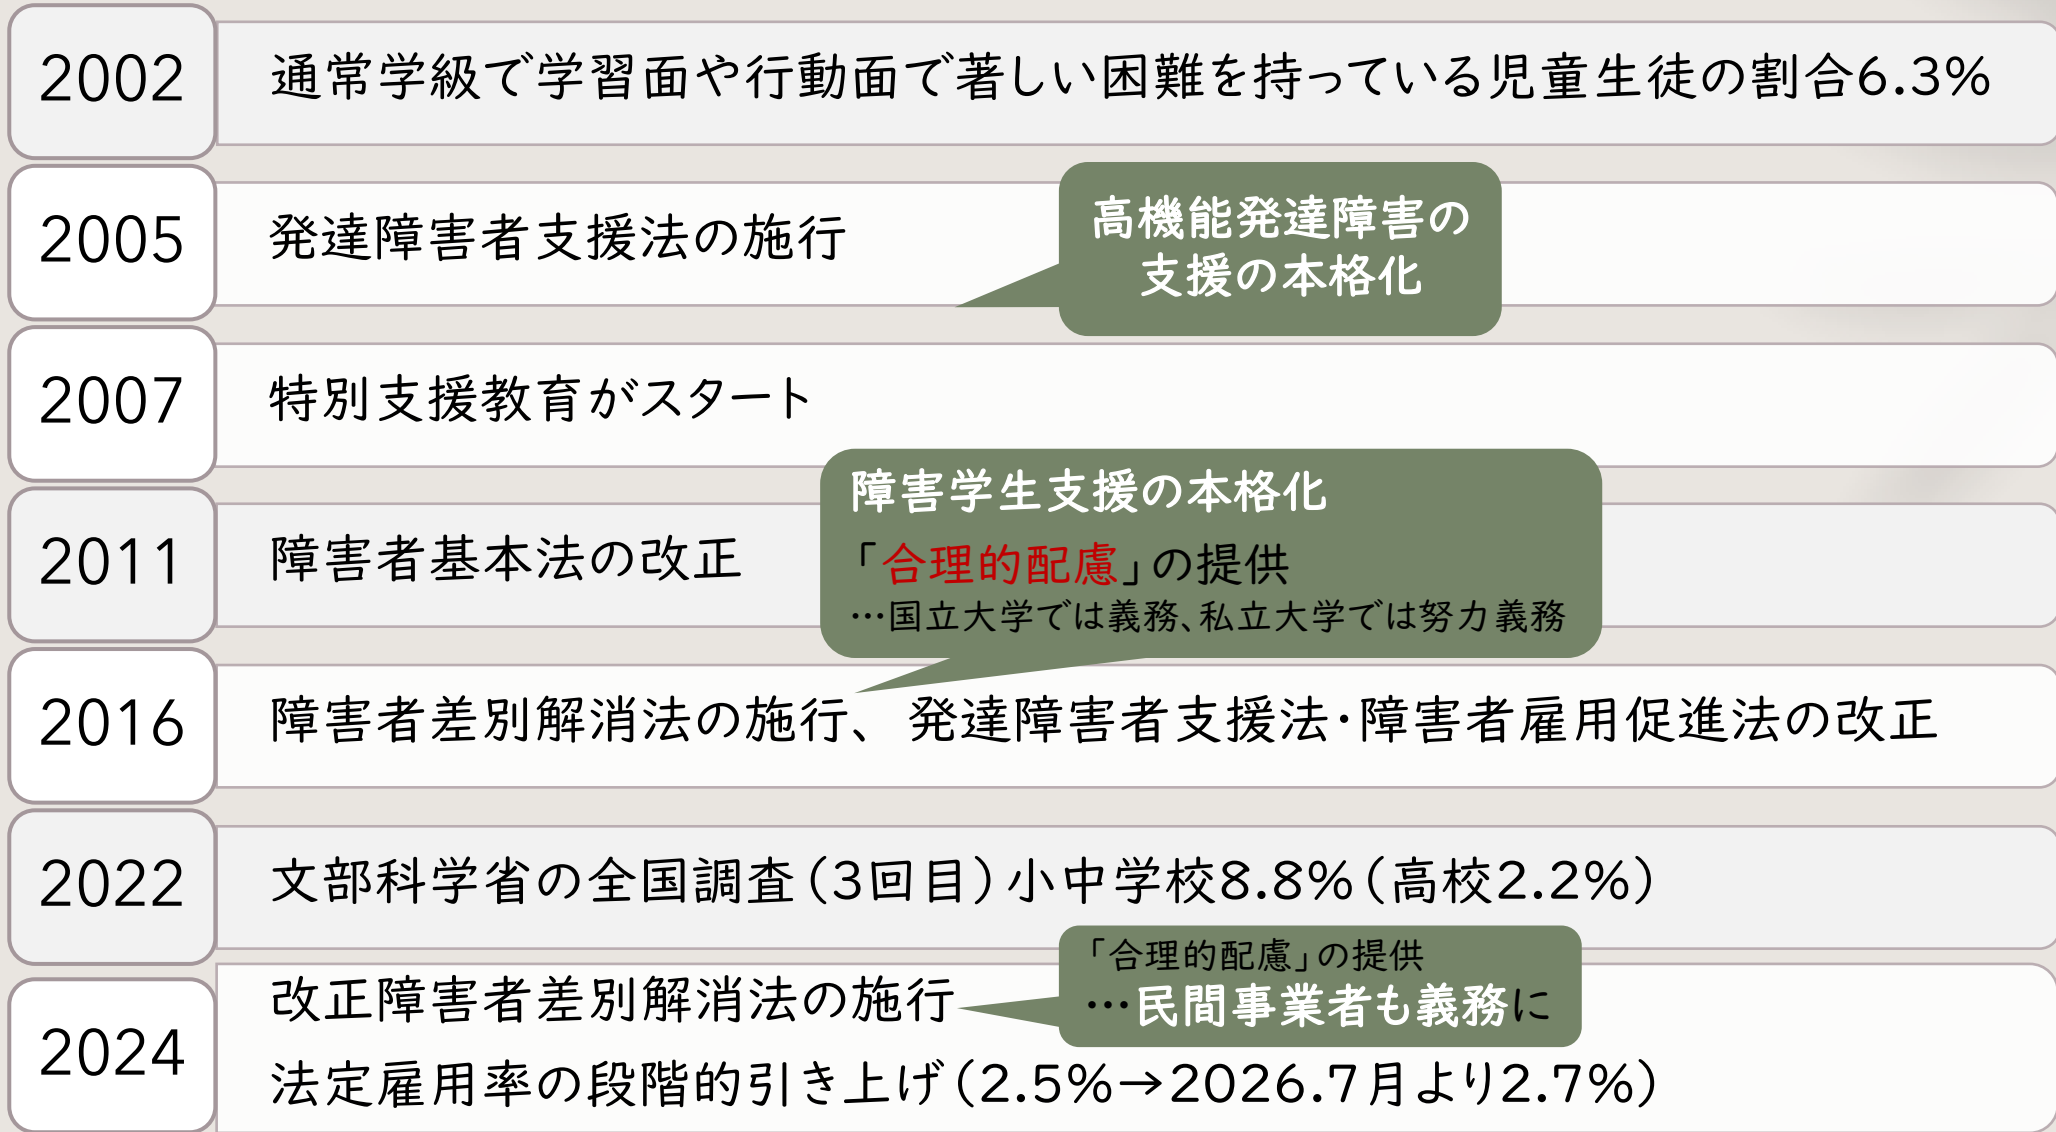 2002
通常学級で学習面や行動面で著しい困難を持っている児童生徒の割合6.3%
2005
発達障害者支援法の施行
高機能発達障害の
支援の本格化
2007
特別支援教育がスタート
2011
障害者基本法の改正
障害学生支援の本格化
「合理的配慮」の提供
…国立大学では義務、私立大学では努力義務
2016
障害者差別解消法の施行、発達障害者支援法・障害者雇用促進法の改正
2022
文部科学省の全国調査(3回目)小中学校8.8%(高校2.2%)
2024
改正障害者差別解消法の施行
「合理的配慮」の提供
…民間事業者も義務に
法定雇用率の段階的引き上げ(2.5%→2026.7月より2.7%)